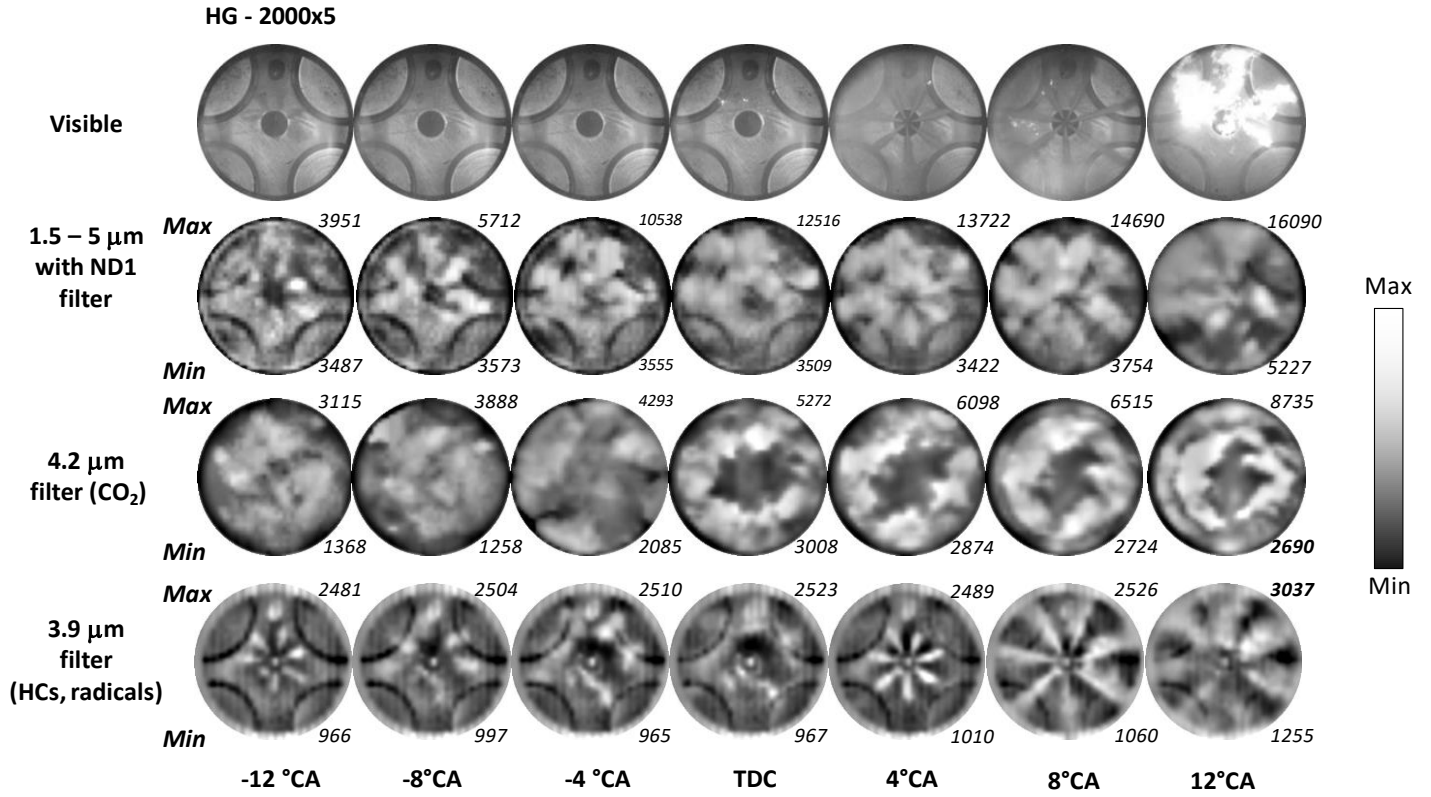 HG - 2000x5
Visible
1.5 – 5 μm
with ND1
filter
Max 3951 5712 10538 12516 13722 14690 16090
Min 3487 3573 3555 3509 3422 3754 5227
4.2 μm
filter (CO₂)
Max 3115 3888 4293 5272 6098 6515 8735
Min 1368 1258 2085 3008 2874 2724 2690
3.9 μm
filter
(HCs, radicals)
Max 2481 2504 2510 2523 2489 2526 3037
Min 966 997 965 967 1010 1060 1255
-12 °CA -8°CA -4 °CA TDC 4°CA 8°CA 12°CA
Max
Min